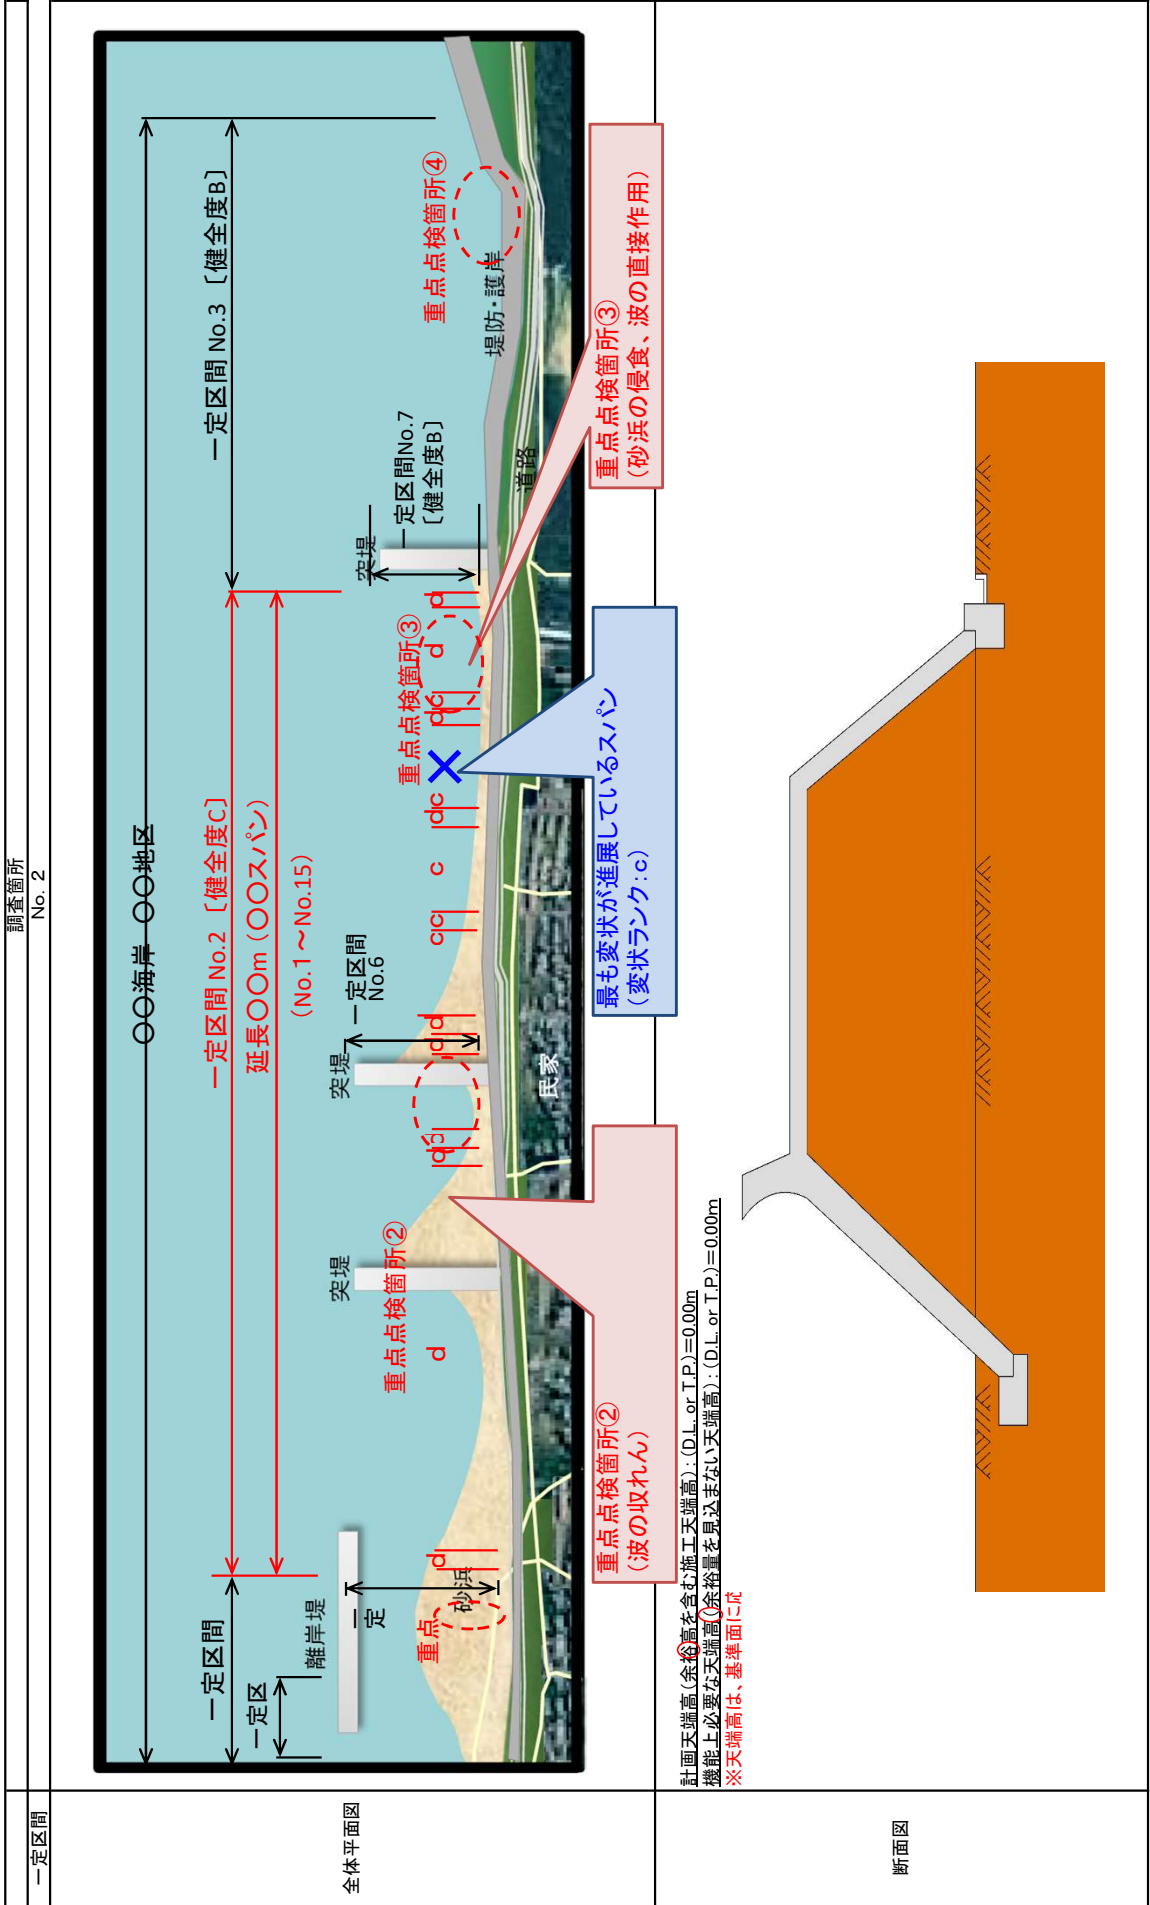 調査箇所
一定区間
No. 2
全体平面図
〇〇海岸 〇〇地区
一定区間
一定区間 No.2 〔健全度C〕
一定区間 No.3 〔健全度B〕
一定区
延長〇〇m (〇〇スパン)
(No.1～No.15)
離岸堤
突堤
突堤
突堤
一定
一定区間
No.6
一定区間No.7
〔健全度B〕
重点
重点点検箇所②
重点点検箇所③
重点点検箇所④
砂浜
d
d
d
d
d
d
c
c
c
d
c
d
c
d
d
堤防・護岸
道路
民家
重点点検箇所②
(波の収れん)
最も変状が進展しているスパン
(変状ランク:c)
重点点検箇所③
(砂浜の侵食、波の直接作用)
断面図
計画天端高(余裕高を含む施工天端高):(D.L. or T.P.)=0.00m
機能上必要な天端高(余裕量を見込まない天端高):(D.L. or T.P.)=0.00m
※天端高は、基準面に